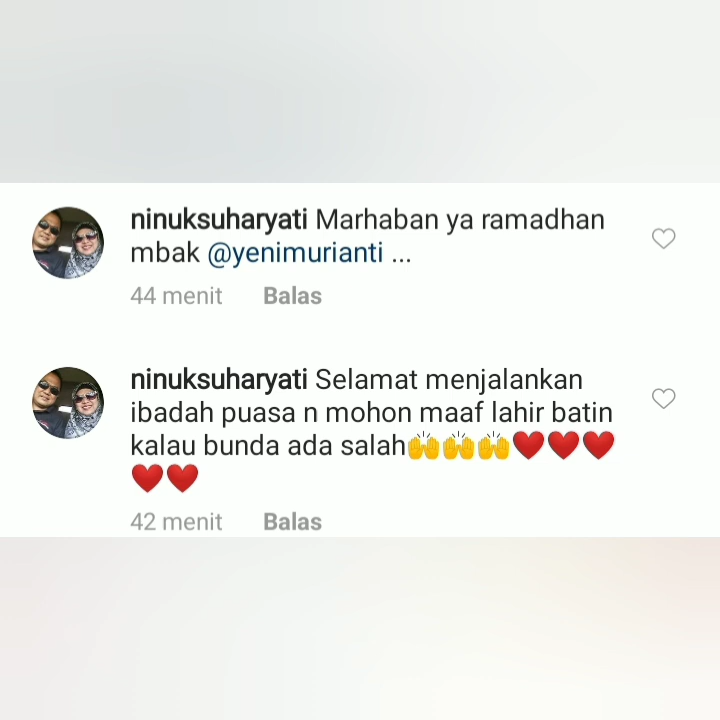 ninuksuharyati Marhaban ya ramadhan
mbak @yenimurianti ...
44 menit Balas
ninuksuharyati Selamat menjalankan
ibadah puasa n mohon maaf lahir batin
kalau bunda ada salah🙌🙌🙌❤️❤️❤️
❤️❤️
42 menit Balas